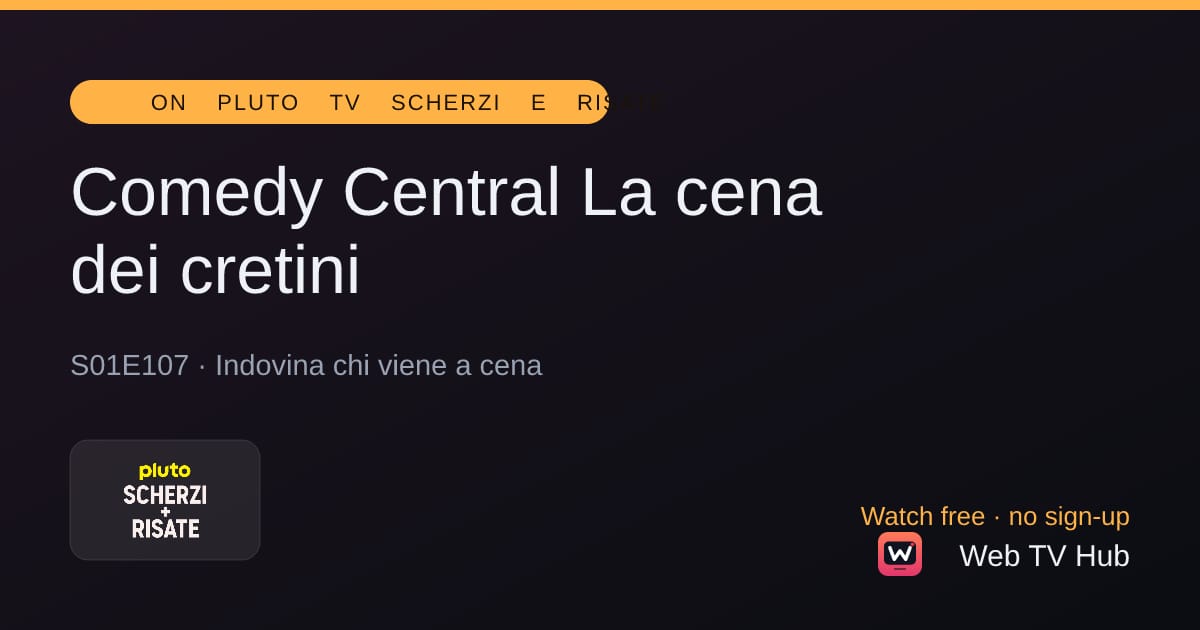 ON PLUTO TV SCHERZI E RISATE
Comedy Central La cena
dei cretini
S01E107 · Indovina chi viene a cena
pluto
SCHERZI
+
RISATE
Watch free · no sign-up
W
Web TV Hub